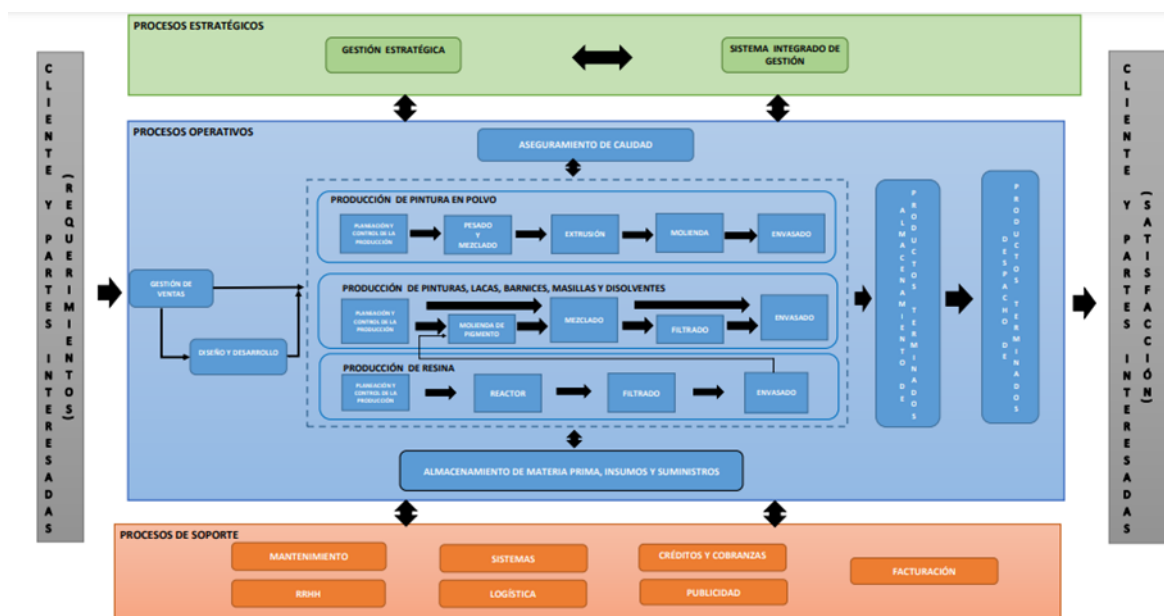 PROCESOS ESTRATÉGICOS
GESTIÓN ESTRATÉGICA
SISTEMA INTEGRADO DE
GESTIÓN
CLIENTE Y PARTES INTERESADAS
(REQUERIMIENTOS)
PROCESOS OPERATIVOS
ASEGURAMIENTO DE CALIDAD
GESTIÓN DE
VENTAS
DISEÑO Y DESARROLLO
PRODUCCIÓN DE PINTURA EN POLVO
PLANEACIÓN Y
CONTROL DE LA
PRODUCCIÓN
PESADO
Y
MEZCLADO
EXTRUSIÓN
MOLIENDA
ENVASADO
PRODUCCIÓN DE PINTURAS, LACAS, BARNICES, MASILLAS Y DISOLVENTES
PLANEACIÓN Y
CONTROL DE LA
PRODUCCIÓN
MOLIENDA DE
PIGMENTO
MEZCLADO
FILTRADO
ENVASADO
PRODUCCIÓN DE RESINA
PLANEACIÓN Y
CONTROL DE LA
PRODUCCIÓN
REACTOR
FILTRADO
ENVASADO
ALMACENAMIENTO DE
PRODUCTOS TERMINADOS
DESPACHO DE
PRODUCTOS TERMINADOS
ALMACENAMIENTO DE MATERIA PRIMA, INSUMOS Y SUMINISTROS
CLIENTE Y PARTES INTERESADAS
(SATISFACCIÓN)
PROCESOS DE SOPORTE
MANTENIMIENTO
SISTEMAS
CRÉDITOS Y COBRANZAS
FACTURACIÓN
RRHH
LOGÍSTICA
PUBLICIDAD